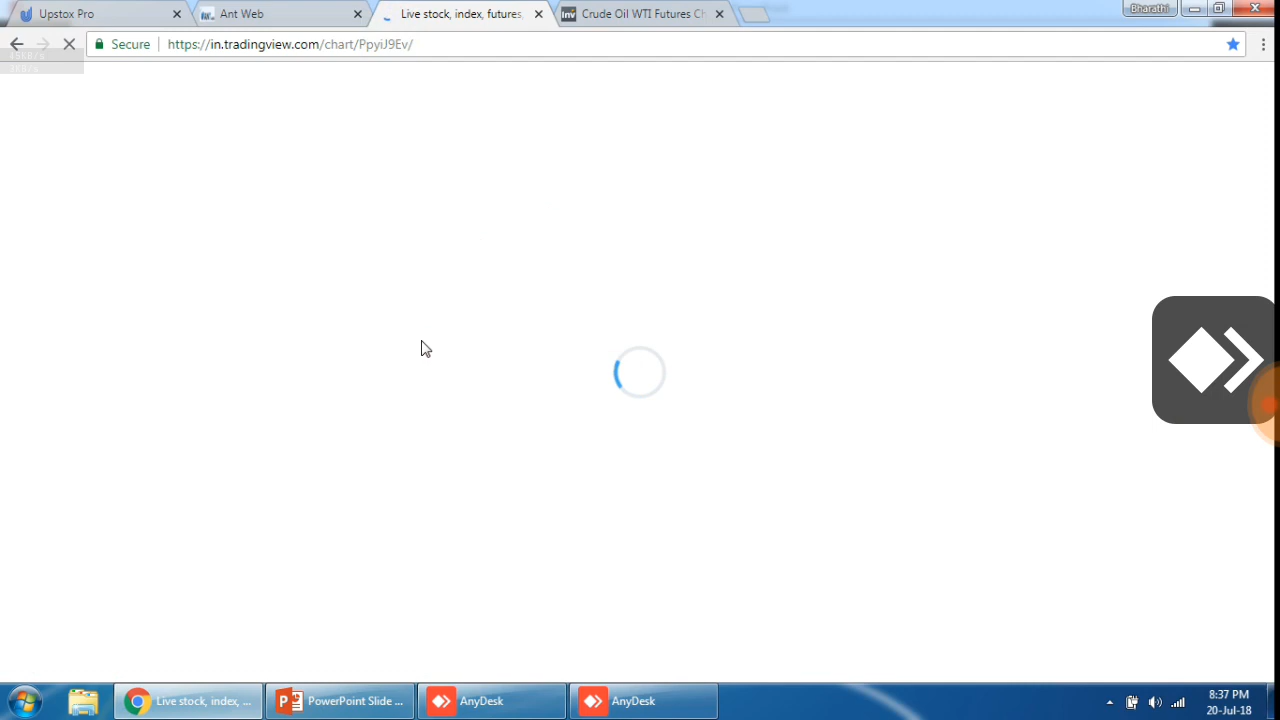 Upstox Pro
Ant Web
Live stock, index, futures,
Inv Crude Oil WTI Futures Ch
Bharathi
Secure https://in.tradingview.com/chart/PpyiJ9Ev/
Live stock, index, ...
PowerPoint Slide ...
AnyDesk
AnyDesk
8:37 PM
20-Jul-18